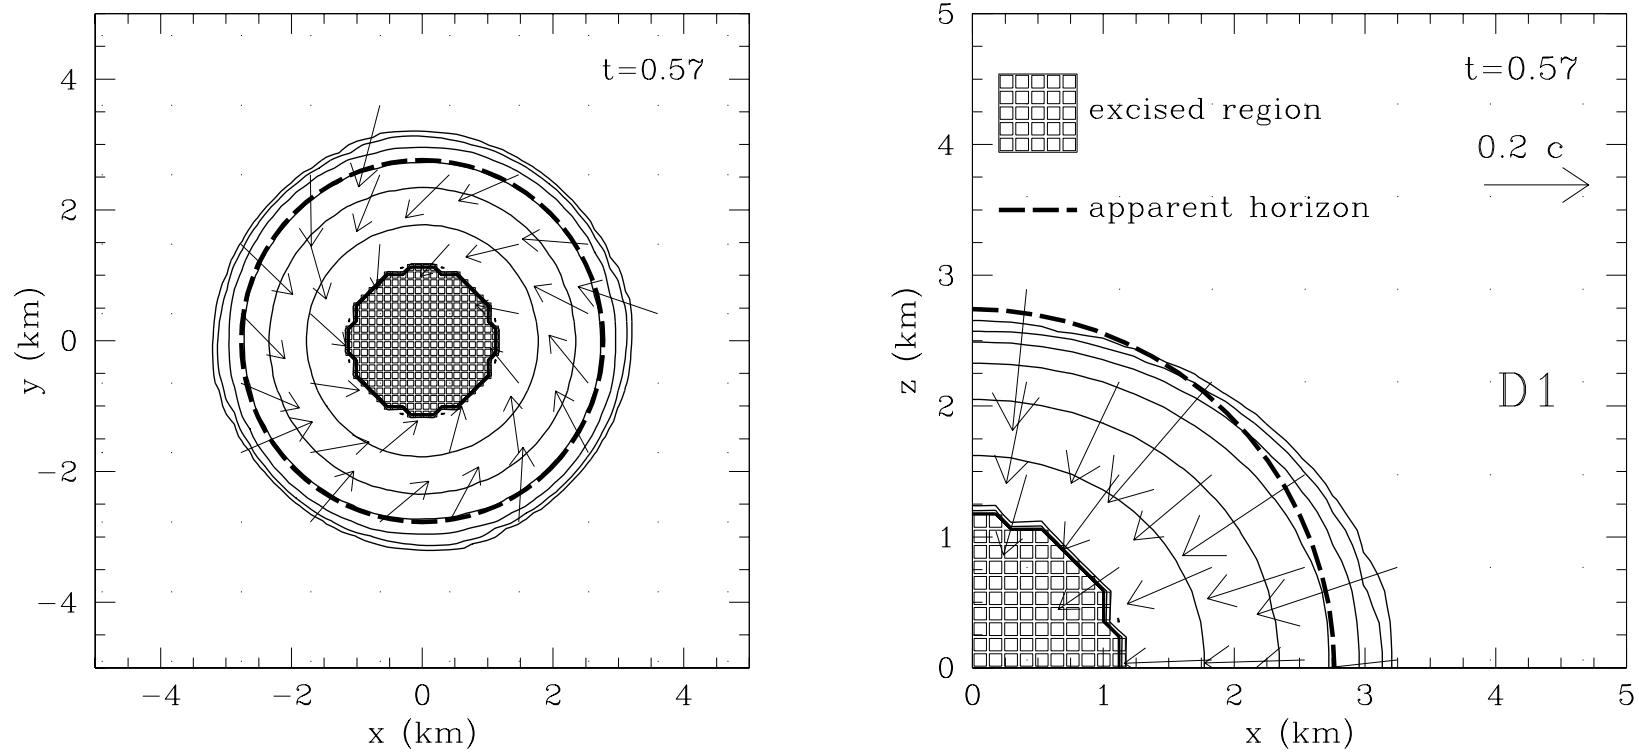 t=0.57
4
2
0
−2
−4
y (km)
−4 −2 0 2 4
x (km)
5
4
3
2
1
0
z (km)
t=0.57
excised region
0.2 c
apparent horizon
D1
0 1 2 3 4 5
x (km)